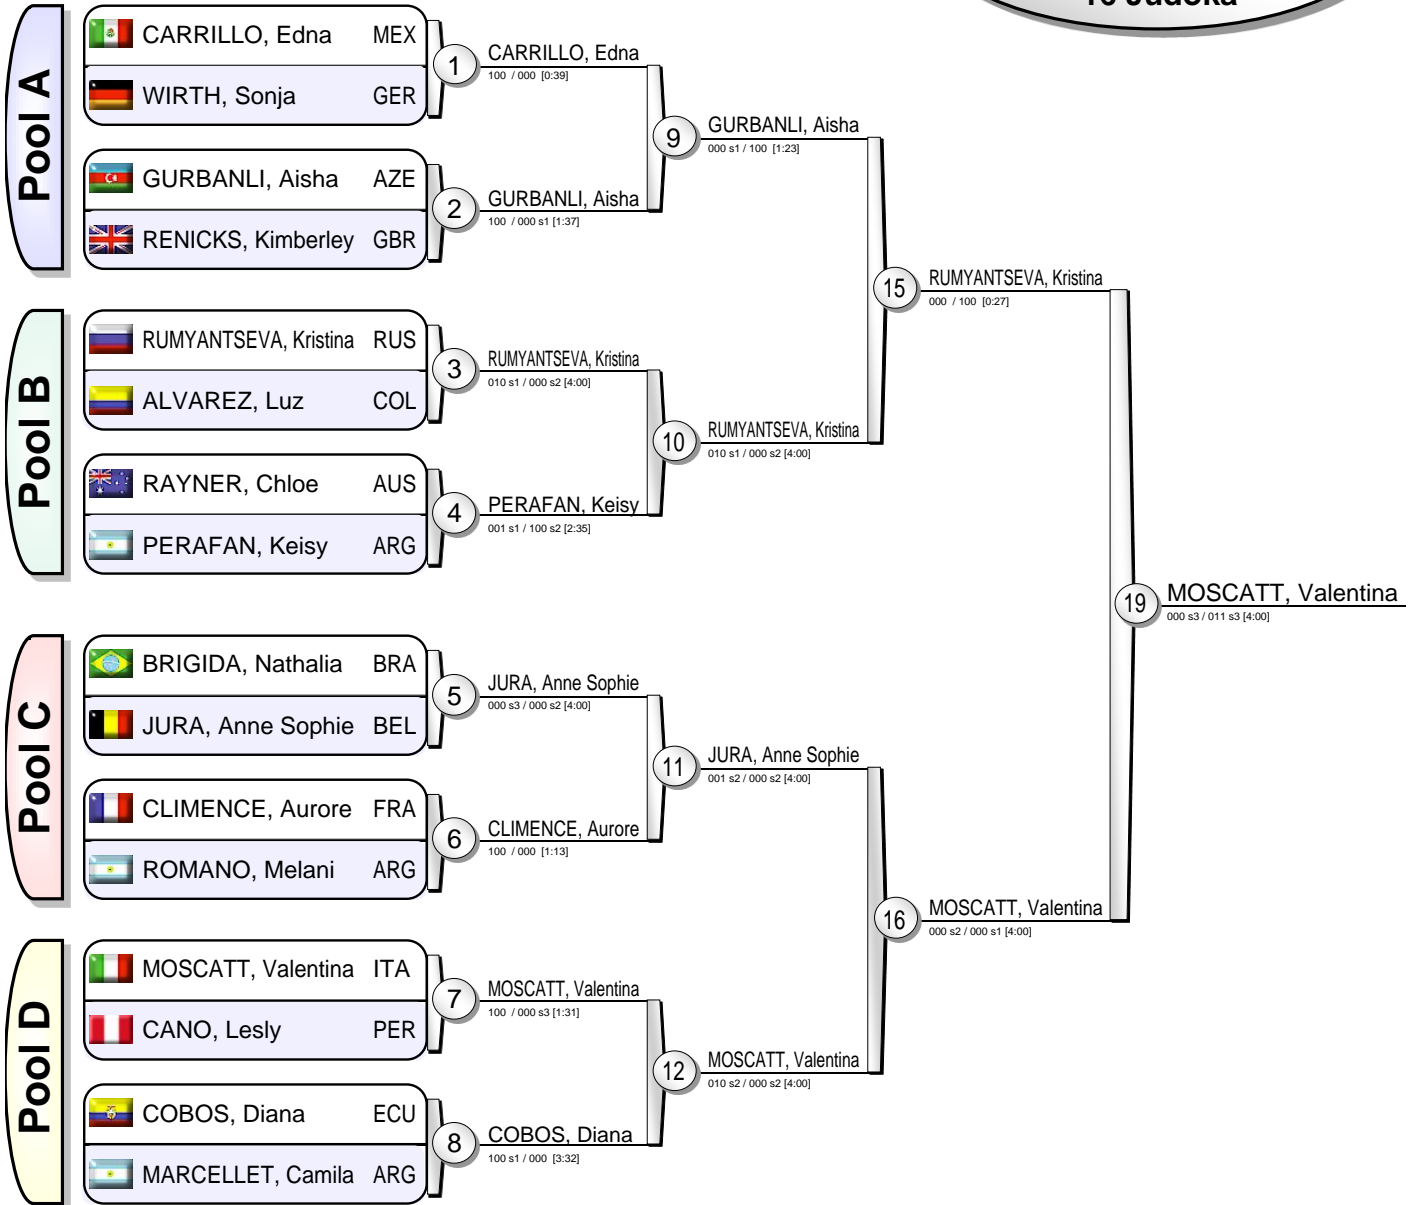 16 Judoka
Pool A
CARRILLO, Edna MEX
WIRTH, Sonja GER
GURBANLI, Aisha AZE
RENICKS, Kimberley GBR
1
CARRILLO, Edna
100 / 000 [0:39]
2
GURBANLI, Aisha
100 / 000 s1 [1:37]
9
GURBANLI, Aisha
000 s1 / 100 [1:23]
Pool B
RUMYANTSEVA, Kristina RUS
ALVAREZ, Luz COL
RAYNER, Chloe AUS
PERAFAN, Keisy ARG
3
RUMYANTSEVA, Kristina
010 s1 / 000 s2 [4:00]
4
PERAFAN, Keisy
001 s1 / 100 s2 [2:35]
10
RUMYANTSEVA, Kristina
010 s1 / 000 s2 [4:00]
15
RUMYANTSEVA, Kristina
000 / 100 [0:27]
Pool C
BRIGIDA, Nathalia BRA
JURA, Anne Sophie BEL
CLIMENCE, Aurore FRA
ROMANO, Melani ARG
5
JURA, Anne Sophie
000 s3 / 000 s2 [4:00]
6
CLIMENCE, Aurore
100 / 000 [1:13]
11
JURA, Anne Sophie
001 s2 / 000 s2 [4:00]
Pool D
MOSCATT, Valentina ITA
CANO, Lesly PER
COBOS, Diana ECU
MARCELLET, Camila ARG
7
MOSCATT, Valentina
100 / 000 s3 [1:31]
8
COBOS, Diana
100 s1 / 000 [3:32]
12
MOSCATT, Valentina
010 s2 / 000 s2 [4:00]
16
MOSCATT, Valentina
000 s2 / 000 s1 [4:00]
19
MOSCATT, Valentina
000 s3 / 011 s3 [4:00]